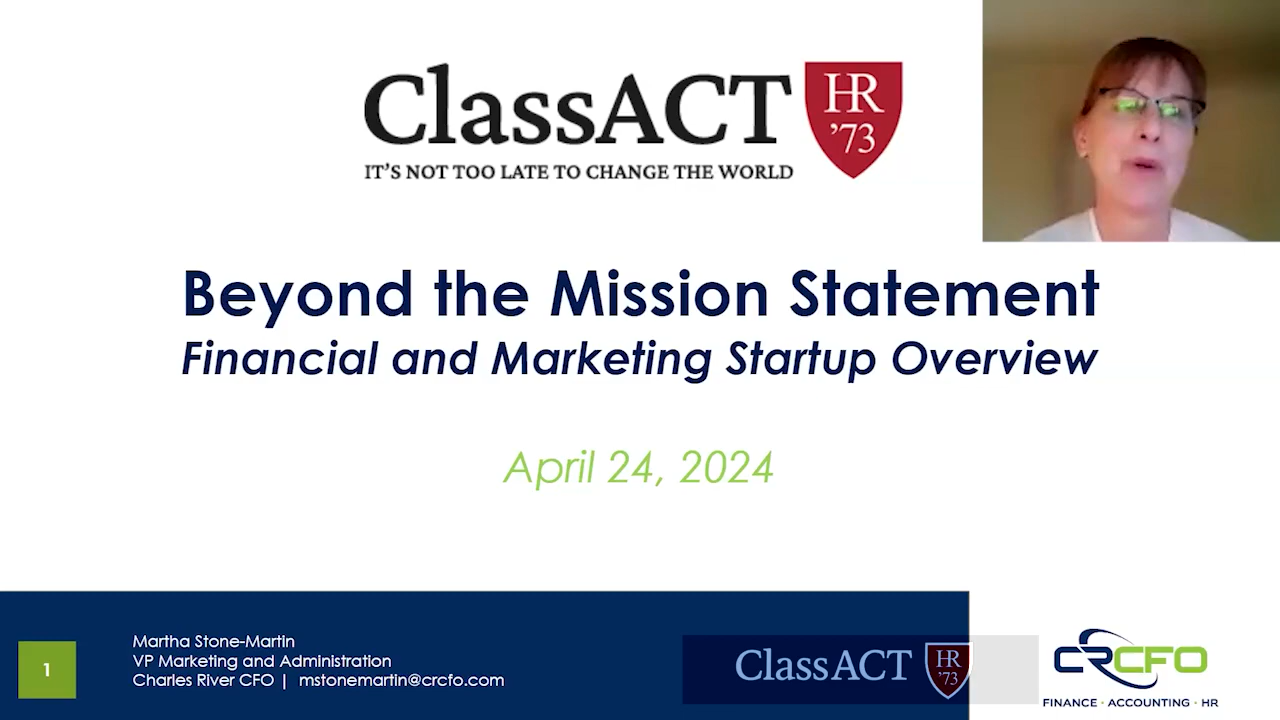 ClassACT
HR
'73
IT'S NOT TOO LATE TO CHANGE THE WORLD
Beyond the Mission Statement
Financial and Marketing Startup Overview
April 24, 2024
1
Martha Stone-Martin
VP Marketing and Administration
Charles River CFO | mstonemartin@crcfo.com
ClassACT
HR
'73
CRCFO
FINANCE · ACCOUNTING · HR